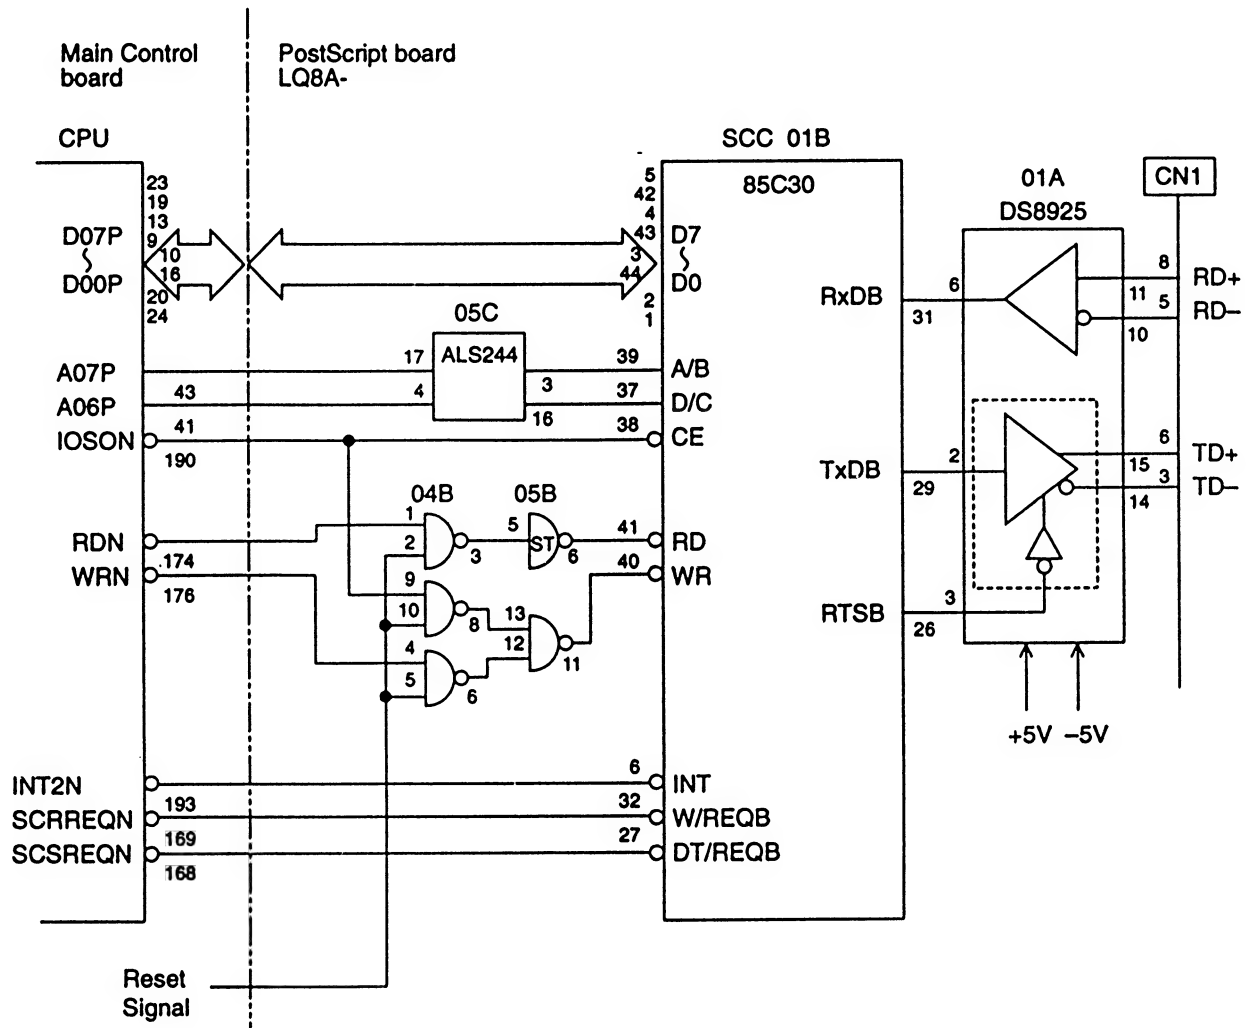 Main Control
board
PostScript board
LQ8A-
CPU
SCC 01B
85C30
01A
DS8925
CN1
23
19
13
9
10
16
20
24
D07P
D00P
5
42
4
43
3
44
2
1
D7
D0
05C
ALS244
A07P
17
3
39
A/B
A06P
43
4
16
37
D/C
IOSON
41
190
38
CE
RxDB
31
6
8
RD+
11
5
RD–
10
TxDB
29
2
6
TD+
15
3
TD–
14
04B
05B
1
2
3
5
ST
6
RDN
174
41
RD
WRN
176
40
WR
9
10
8
13
12
11
4
5
6
RTSB
26
3
+5V –5V
INT2N
193
6
INT
SCRREQN
169
32
W/REQB
SCSREQN
168
27
DT/REQB
Reset
Signal